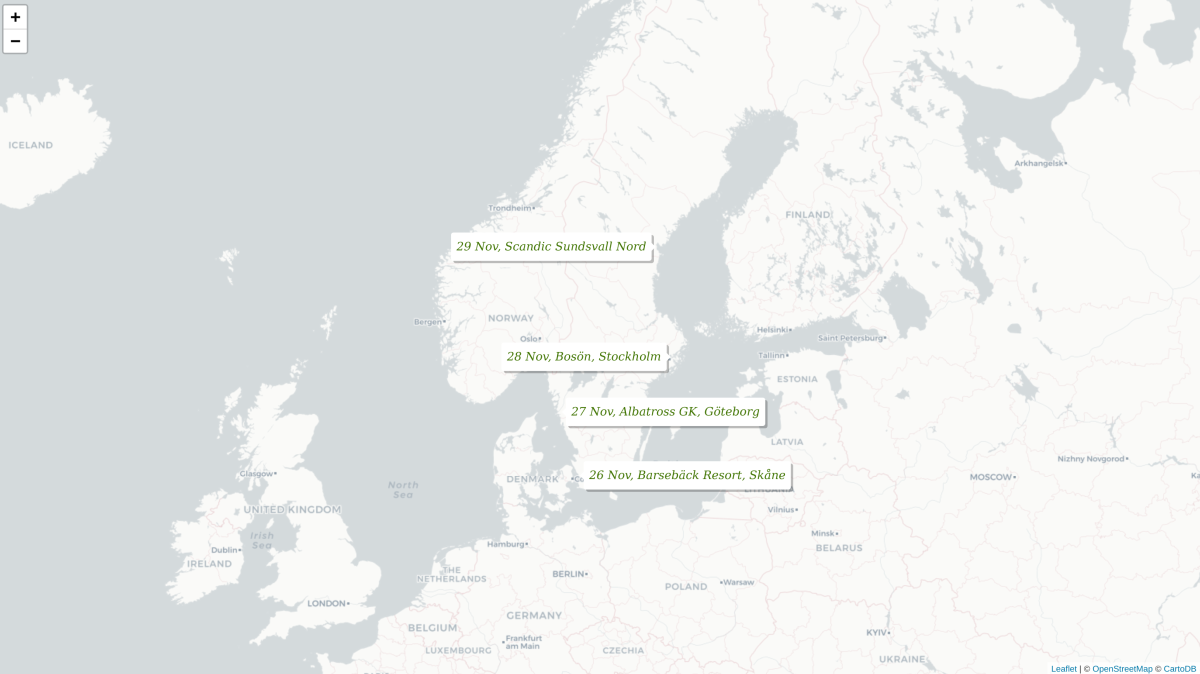 +
−
ICELAND
Arkhangelsk
Trondheim
FINLAND
29 Nov, Scandic Sundsvall Nord
Bergen
NORWAY
Oslo
Helsinki
Saint Petersburg
28 Nov, Bosön, Stockholm
Tallinn
ESTONIA
27 Nov, Albatross GK, Göteborg
LATVIA
Glasgow
DENMARK
26 Nov, Barsebäck Resort, Skåne
Nizhny Novgorod
MOSCOW
North
Sea
UNITED KINGDOM
Vilnius
Irish
Sea
Minsk
BELARUS
Dublin
IRELAND
Hamburg
THE
NETHERLANDS
BERLIN
POLAND
Warsaw
LONDON
GERMANY
BELGIUM
KYIV
Frankfurt
am Main
LUXEMBOURG
CZECHIA
UKRAINE
Leaflet | © OpenStreetMap © CartoDB